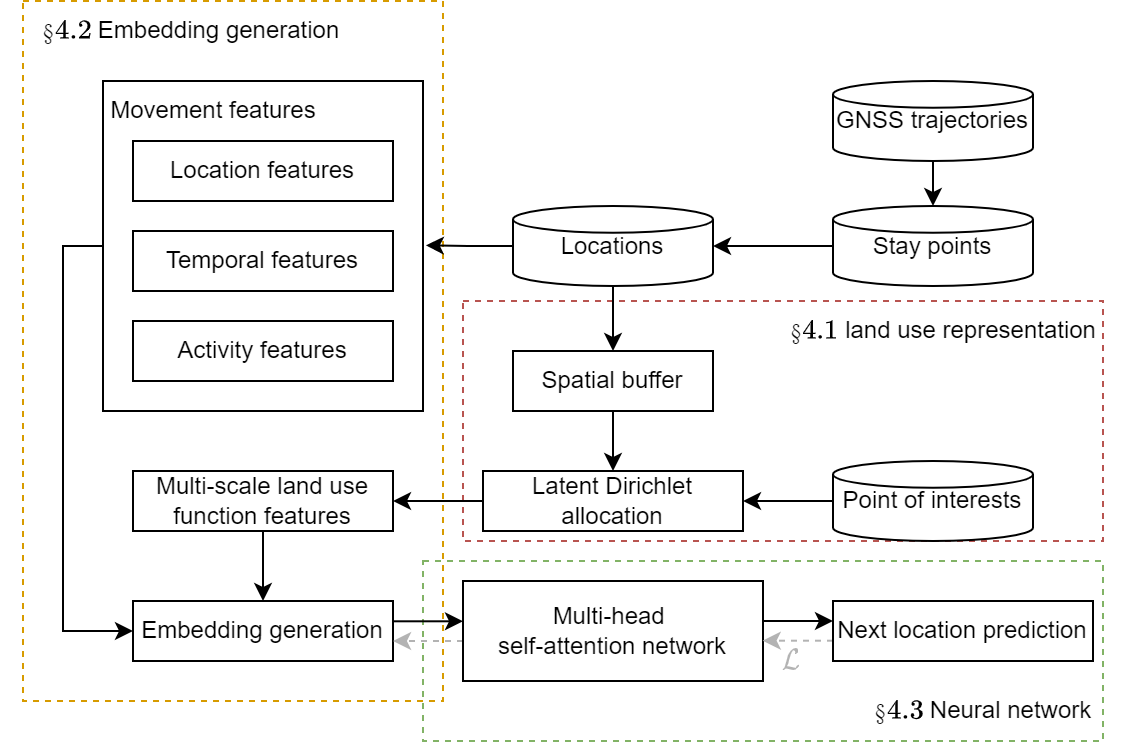 §4.2 Embedding generation
Movement features
Location features
Temporal features
Activity features
GNSS trajectories
Stay points
Locations
§4.1 land use representation
Spatial buffer
Latent Dirichlet
allocation
Point of interests
Multi-scale land use
function features
Embedding generation
Multi-head
self-attention network
Next location prediction
ℒ
§4.3 Neural network